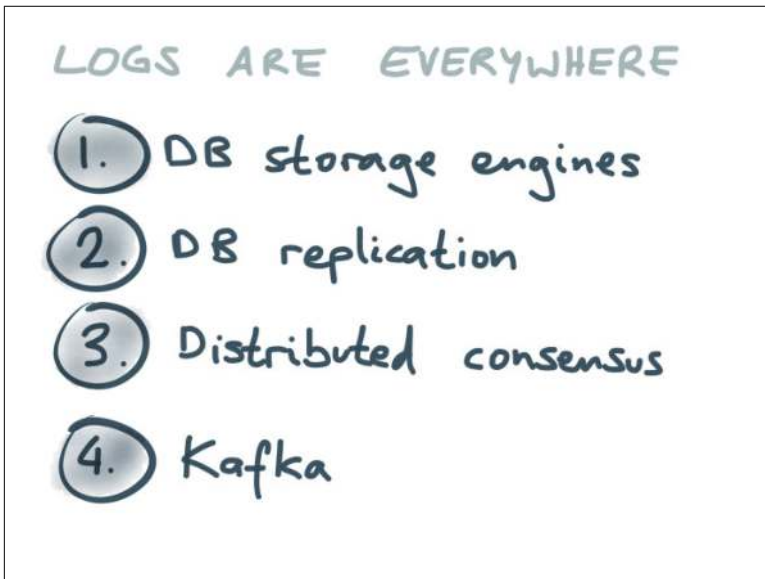 LOGS ARE EVERYWHERE
1. DB storage engines
2. DB replication
3. Distributed consensus
4. Kafka